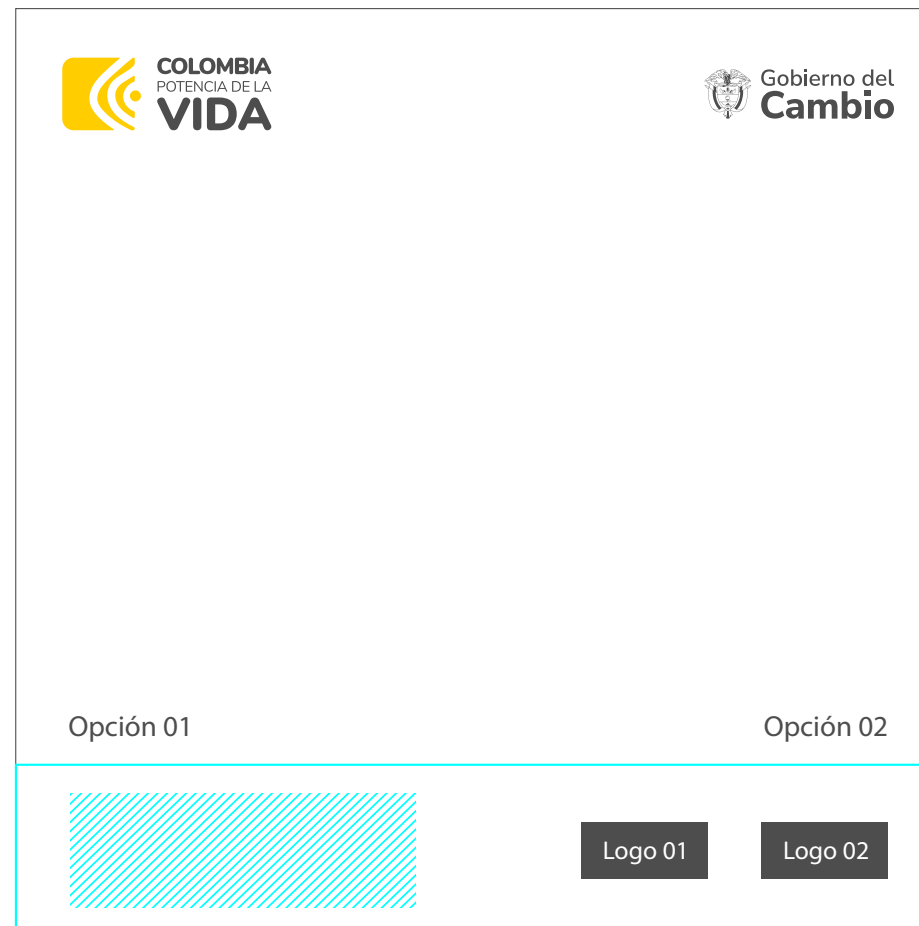 COLOMBIA
POTENCIA DE LA
VIDA
Gobierno del
Cambio
Opción 01
Opción 02
Logo 01
Logo 02